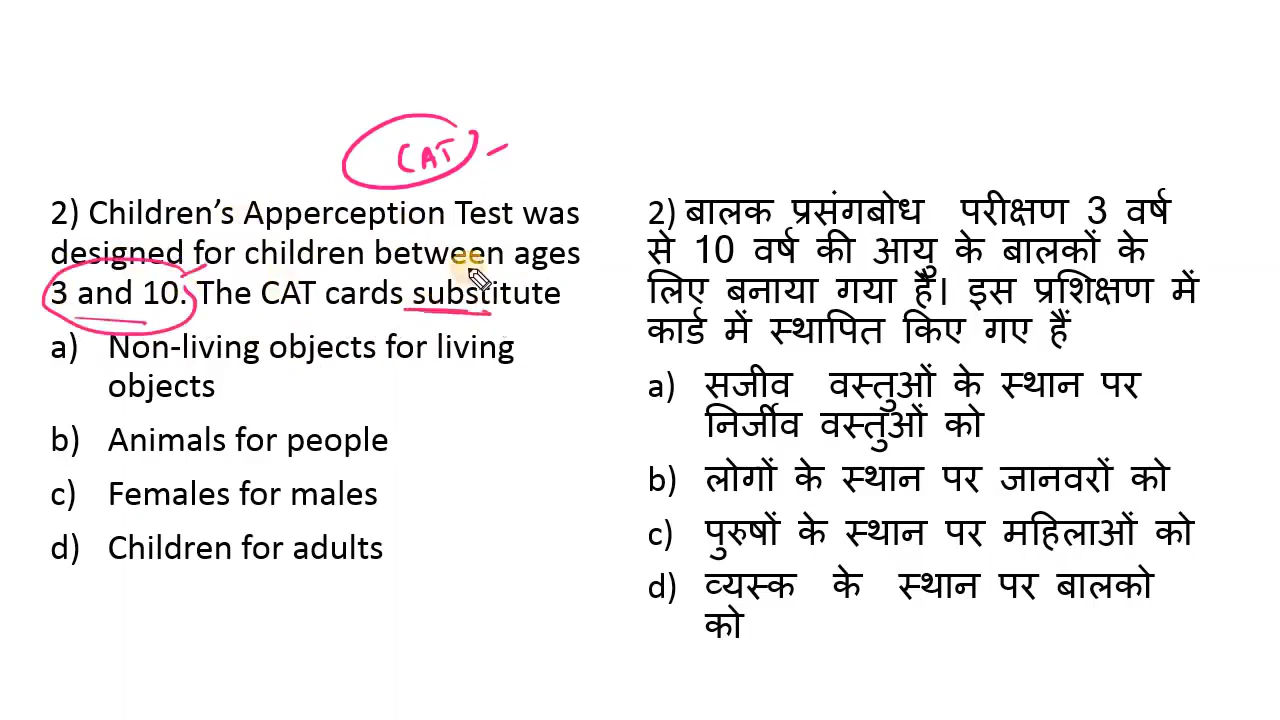 CAT -
2) Children’s Apperception Test was
designed for children between ages
3 and 10. The CAT cards substitute
a) Non-living objects for living
objects
b) Animals for people
c) Females for males
d) Children for adults
2) बालक प्रसंगबोध परीक्षण 3 वर्ष
से 10 वर्ष की आयु के बालकों के
लिए बनाया गया है। इस प्रशिक्षण में
कार्ड में स्थापित किए गए हैं
a) सजीव वस्तुओं के स्थान पर
निर्जीव वस्तुओं को
b) लोगों के स्थान पर जानवरों को
c) पुरुषों के स्थान पर महिलाओं को
d) व्यस्क के स्थान पर बालको
को